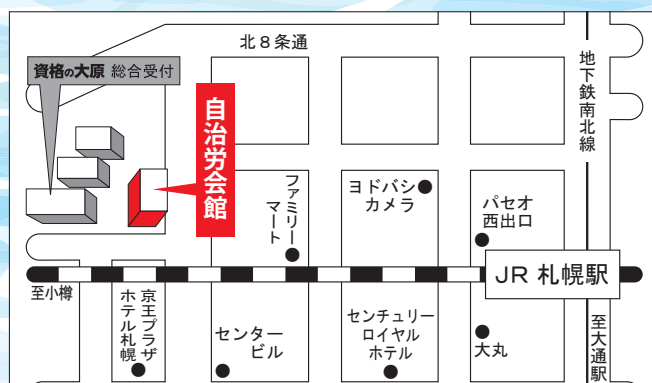 北８条通
資格の大原 総合受付
自治労会館
地下鉄南北線
ファミリー
マート
ヨドバシ
カメラ
パセオ
西出口
JR 札幌駅
至小樽
京王プラザ
ホテル札幌
センター
ビル
センチュリー
ロイヤル
ホテル
大丸
至大通駅